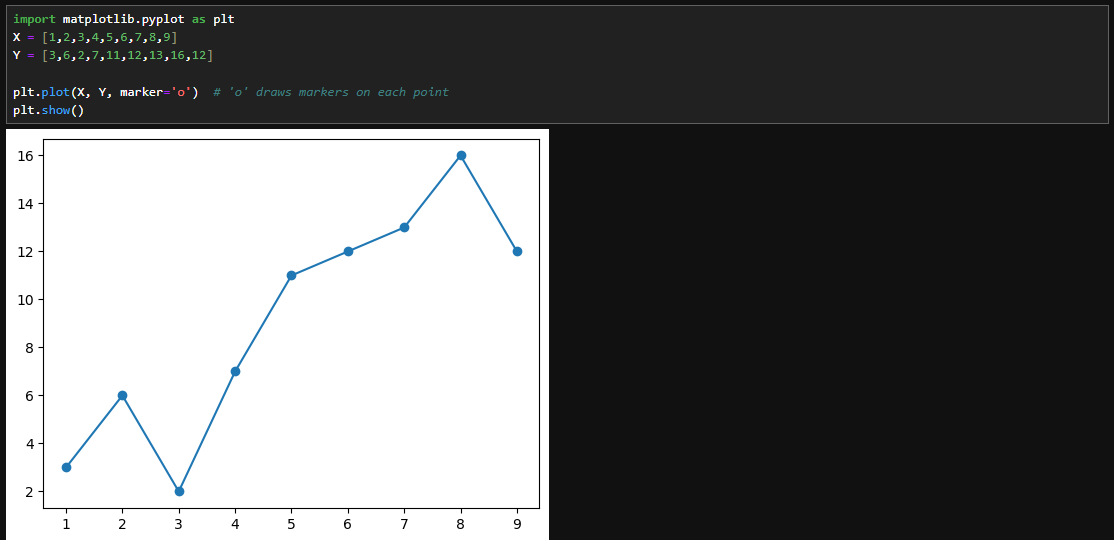 import matplotlib.pyplot as plt
X = [1,2,3,4,5,6,7,8,9]
Y = [3,6,2,7,11,12,13,16,12]
plt.plot(X, Y, marker='o')  # 'o' draws markers on each point
plt.show()
16
14
12
10
8
6
4
2
1 2 3 4 5 6 7 8 9